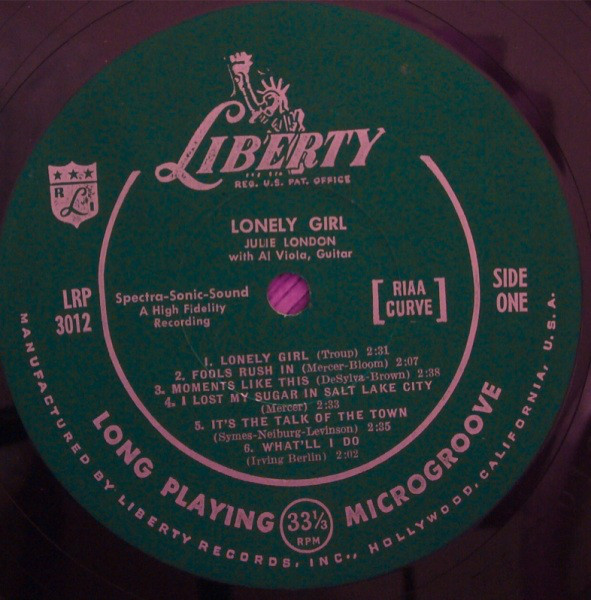 LIBERTY
REG. U.S. PAT. OFFICE
LONELY GIRL
JULIE LONDON
with Al Viola, Guitar
R L I
LRP
3012
Spectra-Sonic-Sound
A High Fidelity
Recording
[RIAA
CURVE]
SIDE
ONE
1. LONELY GIRL (Troup) 2:31
2. FOOLS RUSH IN (Mercer-Bloom) 2:07
3. MOMENTS LIKE THIS (DeSylva-Brown) 2:38
4. I LOST MY SUGAR IN SALT LAKE CITY
(Mercer) 2:33
5. IT'S THE TALK OF THE TOWN
(Symes-Neiburg-Levinson) 2:35
6. WHAT'LL I DO
(Irving Berlin) 2:02
LONG PLAYING 33⅓ RPM MICROGROOVE
MANUFACTURED BY LIBERTY RECORDS, INC., HOLLYWOOD, CALIFORNIA, U.S.A.